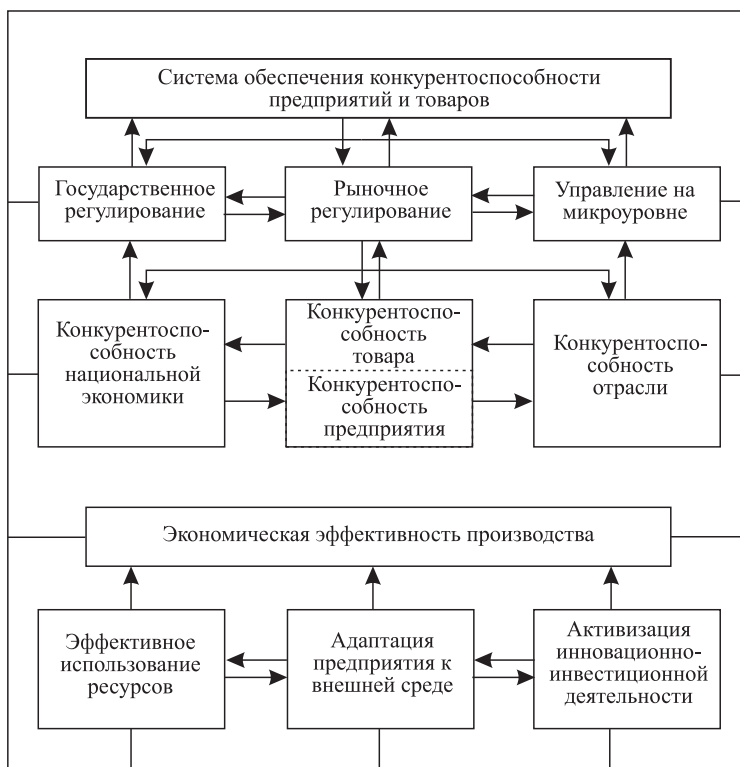 Система обеспечения конкурентоспособности
предприятий и товаров
Государственное
регулирование
Рыночное
регулирование
Управление на
микроуровне
Конкурентоспо-
собность
национальной
экономики
Конкурентоспо-
собность
товара
Конкурентоспо-
собность
предприятия
Конкурентоспо-
собность
отрасли
Экономическая эффективность производства
Эффективное
использование
ресурсов
Адаптация
предприятия к
внешней среде
Активизация
инновационно-
инвестиционной
деятельности